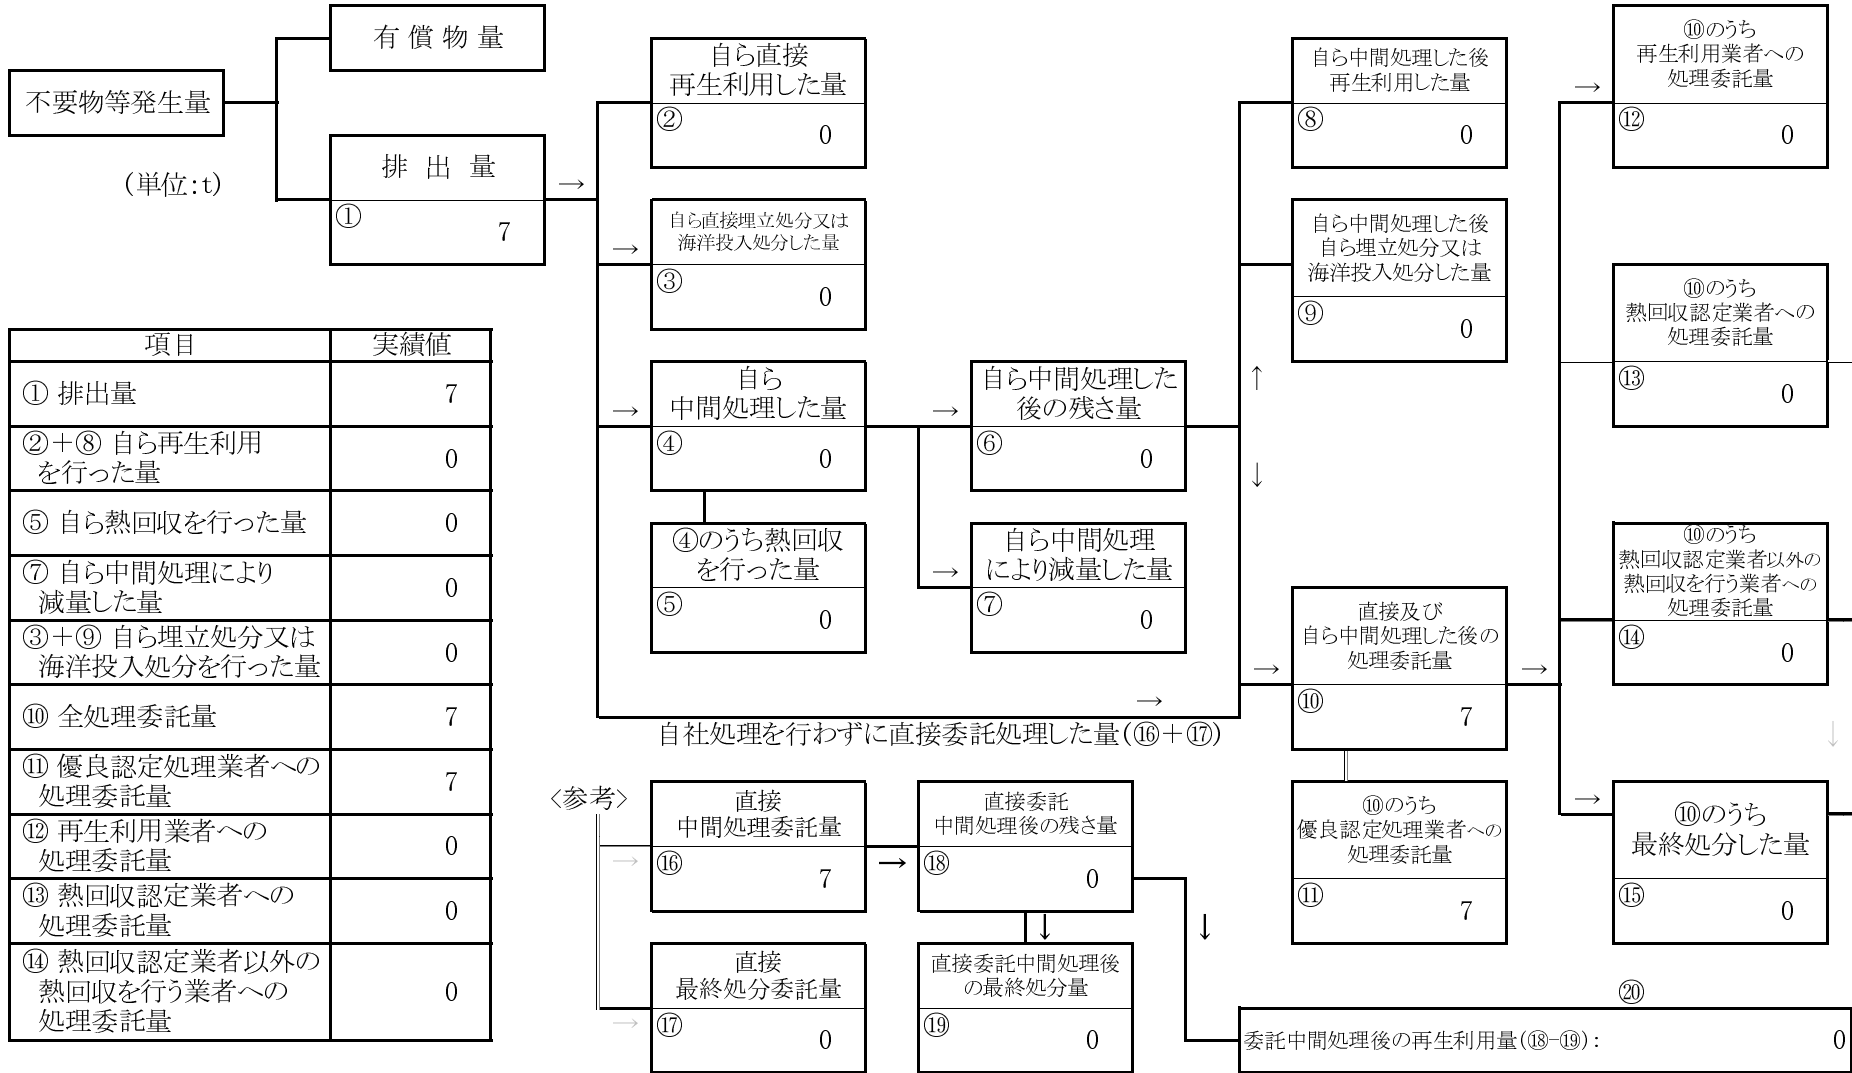 有 償 物 量
不要物等発生量
(単位:t)
排 出 量
①
7
→
自ら直接
再生利用した量
②
0
→
自ら直接埋立処分又は
海洋投入処分した量
③
0
→
自ら
中間処理した量
④
0
④のうち熱回収
を行った量
⑤
0
→
自ら中間処理した
後の残さ量
⑥
0
→
自ら中間処理
により減量した量
⑦
0
↑
↓
自ら中間処理した後
再生利用した量
⑧
0
自ら中間処理した後
自ら埋立処分又は
海洋投入処分した量
⑨
0
→
自社処理を行わずに直接委託処理した量(⑯+⑰)
→
直接及び
自ら中間処理した後の
処理委託量
⑩
7
→
⑩のうち
優良認定処理業者への
処理委託量
⑪
7
→
⑩のうち
再生利用業者への
処理委託量
⑫
0
⑩のうち
熱回収認定業者への
処理委託量
⑬
0
⑩のうち
熱回収認定業者以外の
熱回収を行う業者への
処理委託量
⑭
0
↓
→
⑩のうち
最終処分した量
⑮
0
項目 実績値
① 排出量 7
②+⑧ 自ら再生利用
を行った量 0
⑤ 自ら熱回収を行った量 0
⑦ 自ら中間処理により
減量した量 0
③+⑨ 自ら埋立処分又は
海洋投入処分を行った量 0
⑩ 全処理委託量 7
⑪ 優良認定処理業者への
処理委託量 7
⑫ 再生利用業者への
処理委託量 0
⑬ 熱回収認定業者への
処理委託量 0
⑭ 熱回収認定業者以外の
熱回収を行う業者への
処理委託量 0
<参考>
→
直接
中間処理委託量
⑯
7
→
直接委託
中間処理後の残さ量
⑱
0
↓
↓
→
直接
最終処分委託量
⑰
0
直接委託中間処理後
の最終処分量
⑲
0
⑳
委託中間処理後の再生利用量(⑱-⑲): 0